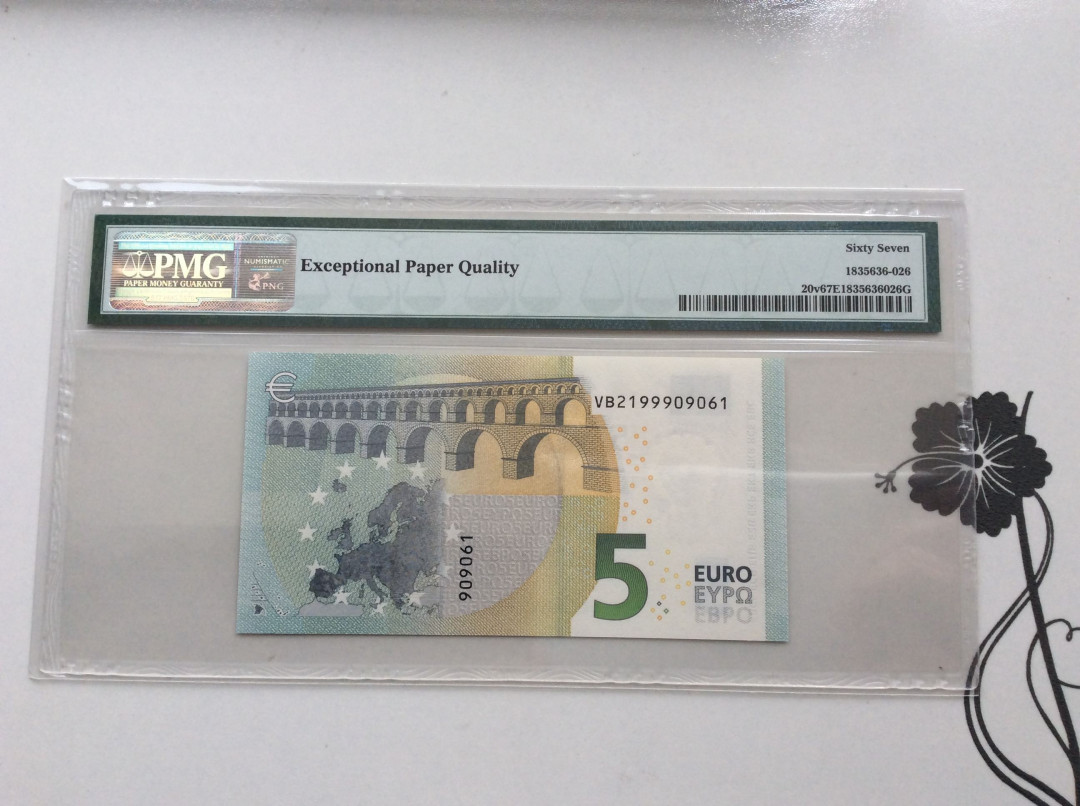 PMG
PAPER MONEY GUARANTY
NUMISMATIC
PNG
Exceptional Paper Quality
Sixty Seven
1835636-026
20v67E1835636026G
€
VB2199909061
909061
5
EURO
ΕΥΡΩ
ЕВРО